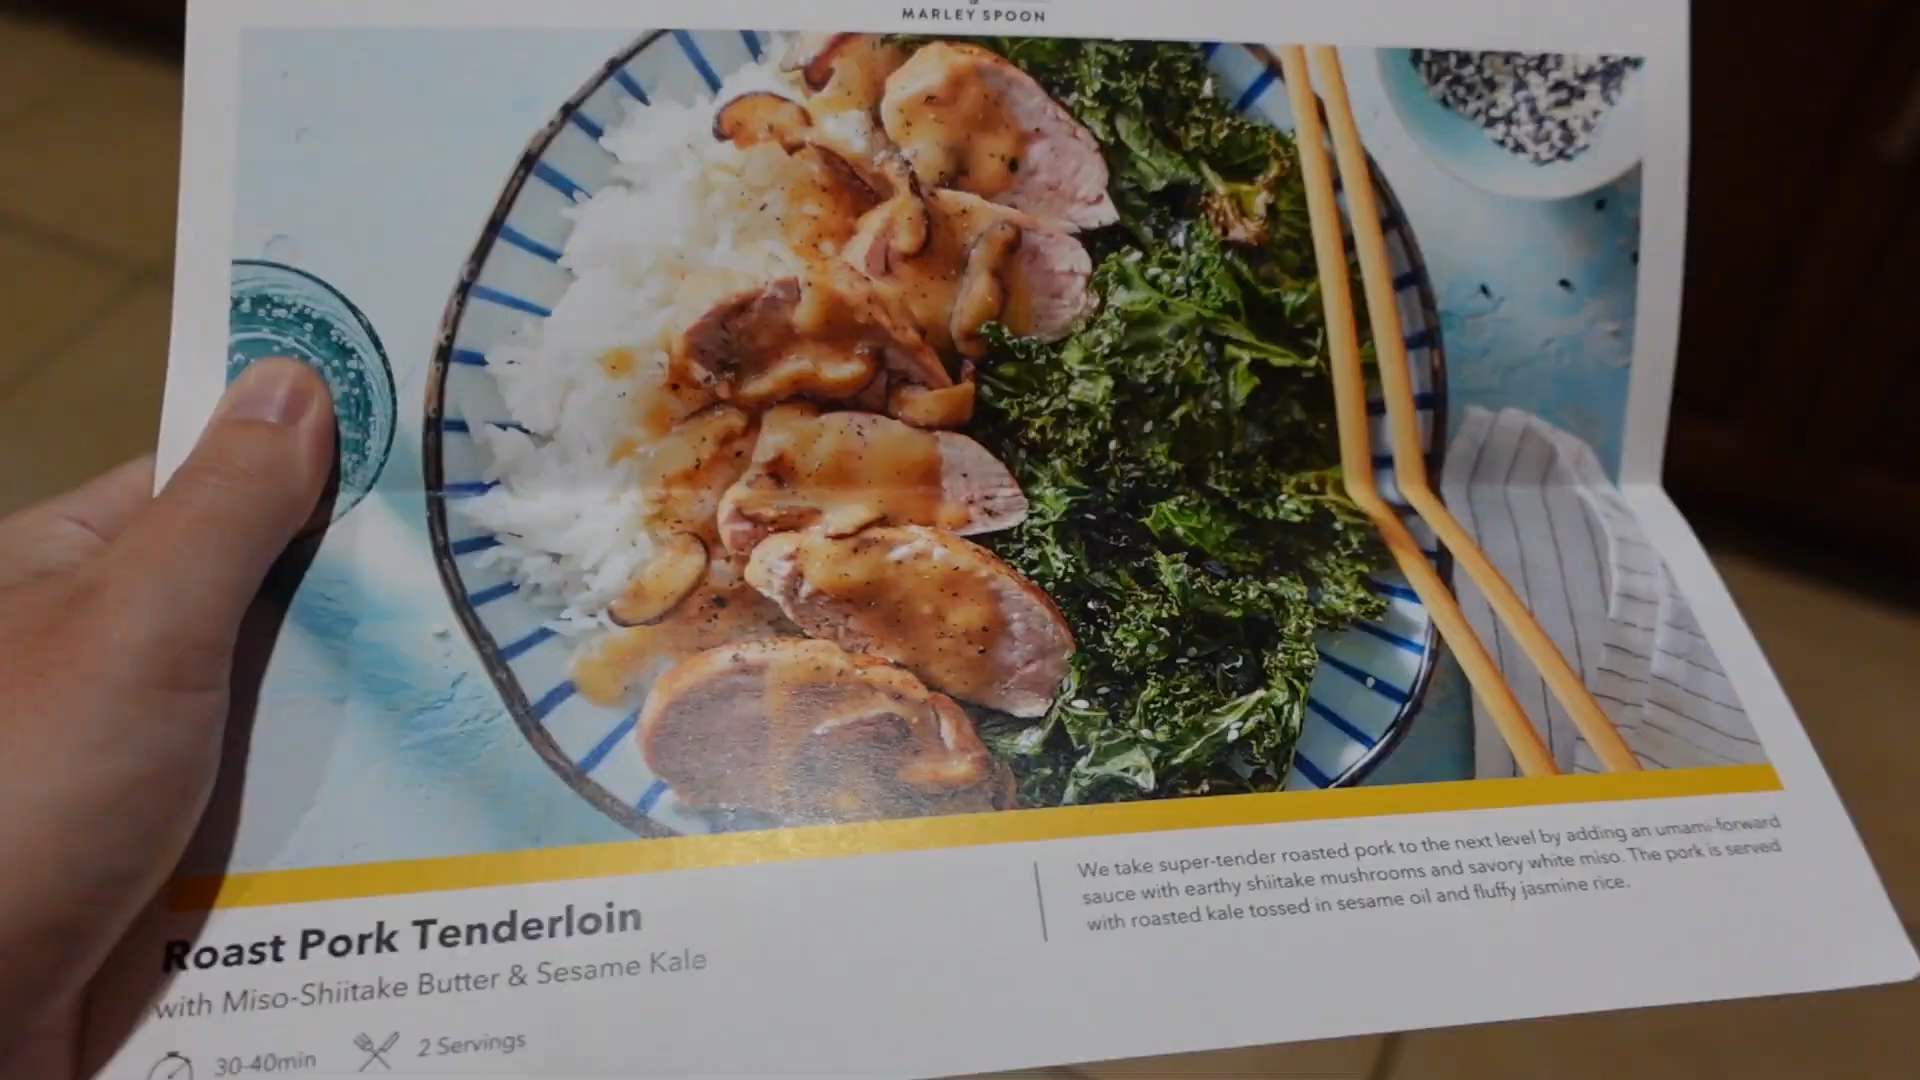 MARLEY SPOON
Roast Pork Tenderloin
with Miso-Shiitake Butter & Sesame Kale
30-40min
2 Servings
We take super-tender roasted pork to the next level by adding an umami-forward
sauce with earthy shiitake mushrooms and savory white miso. The pork is served
with roasted kale tossed in sesame oil and fluffy jasmine rice.